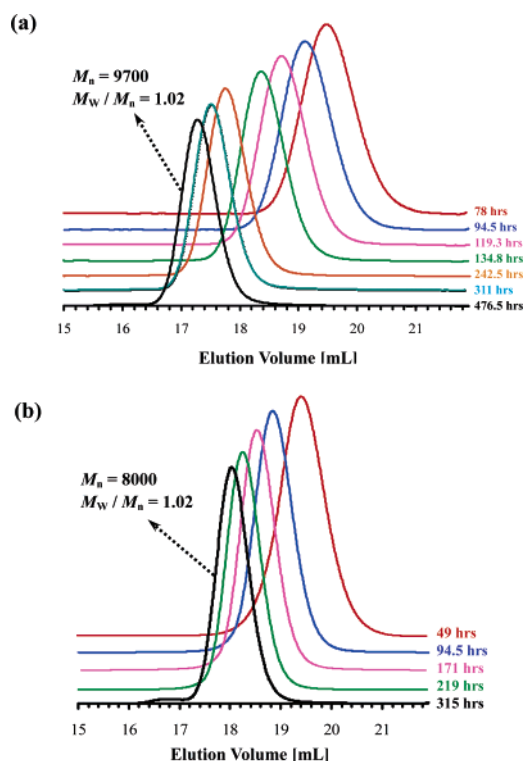 (a)
Mn = 9700
MW / Mn = 1.02
78 hrs
94.5 hrs
119.3 hrs
134.8 hrs
242.5 hrs
311 hrs
476.5 hrs
15 16 17 18 19 20 21
Elution Volume [mL]
(b)
Mn = 8000
MW / Mn = 1.02
49 hrs
94.5 hrs
171 hrs
219 hrs
315 hrs
15 16 17 18 19 20 21
Elution Volume [mL]